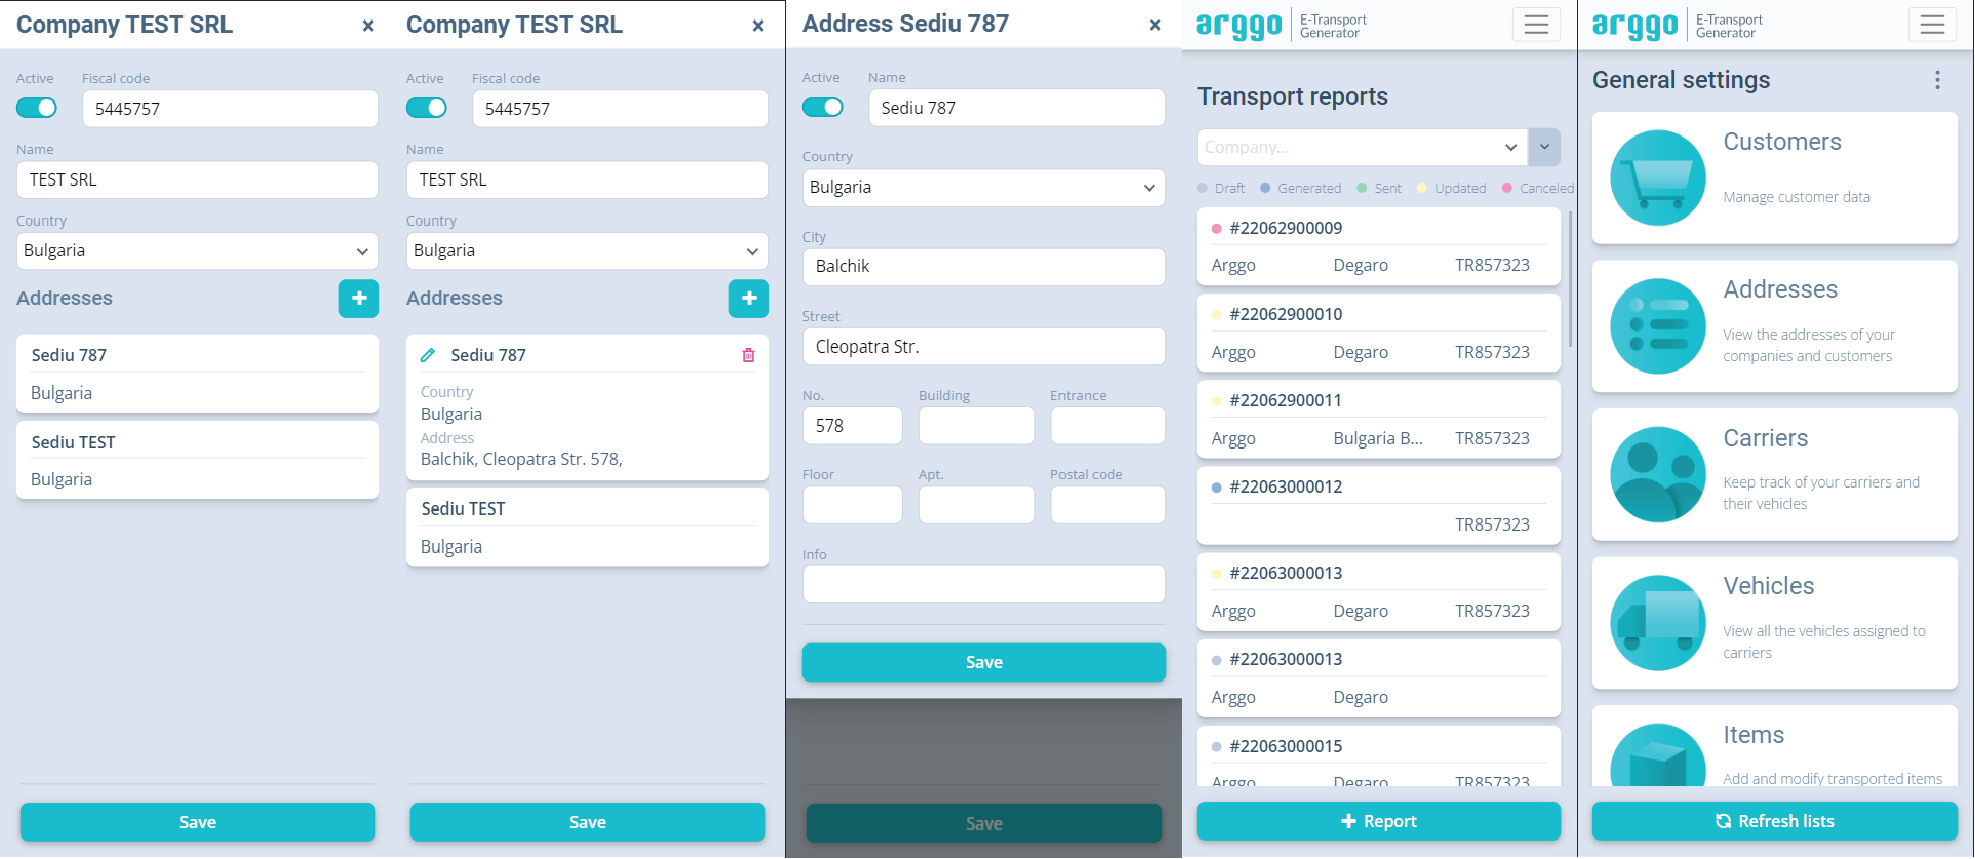 Company TEST SRL ×
Active Fiscal code
5445757
Name
TEST SRL
Country
Bulgaria
Addresses +
Sediu 787
Bulgaria
Sediu TEST
Bulgaria
Save
Company TEST SRL ×
Active Fiscal code
5445757
Name
TEST SRL
Country
Bulgaria
Addresses +
Sediu 787
Country
Bulgaria
Address
Balchik, Cleopatra Str. 578,
Sediu TEST
Bulgaria
Save
Address Sediu 787 ×
Active Name
Sediu 787
Country
Bulgaria
City
Balchik
Street
Cleopatra Str.
No. Building Entrance
578
Floor Apt. Postal code
Info
Save
Save
arggo E-Transport
Generator
Transport reports
Company...
Draft Generated Sent Updated Canceled
#22062900009
Arggo Degaro TR857323
#22062900010
Arggo Degaro TR857323
#22062900011
Arggo Bulgaria B... TR857323
#22063000012
TR857323
#22063000013
Arggo Degaro TR857323
#22063000013
Arggo Degaro
#22063000015
Arggo Degaro TR857323
+ Report
arggo E-Transport
Generator
General settings
Customers
Manage customer data
Addresses
View the addresses of your
companies and customers
Carriers
Keep track of your carriers and
their vehicles
Vehicles
View all the vehicles assigned to
carriers
Items
Add and modify transported items
Refresh lists